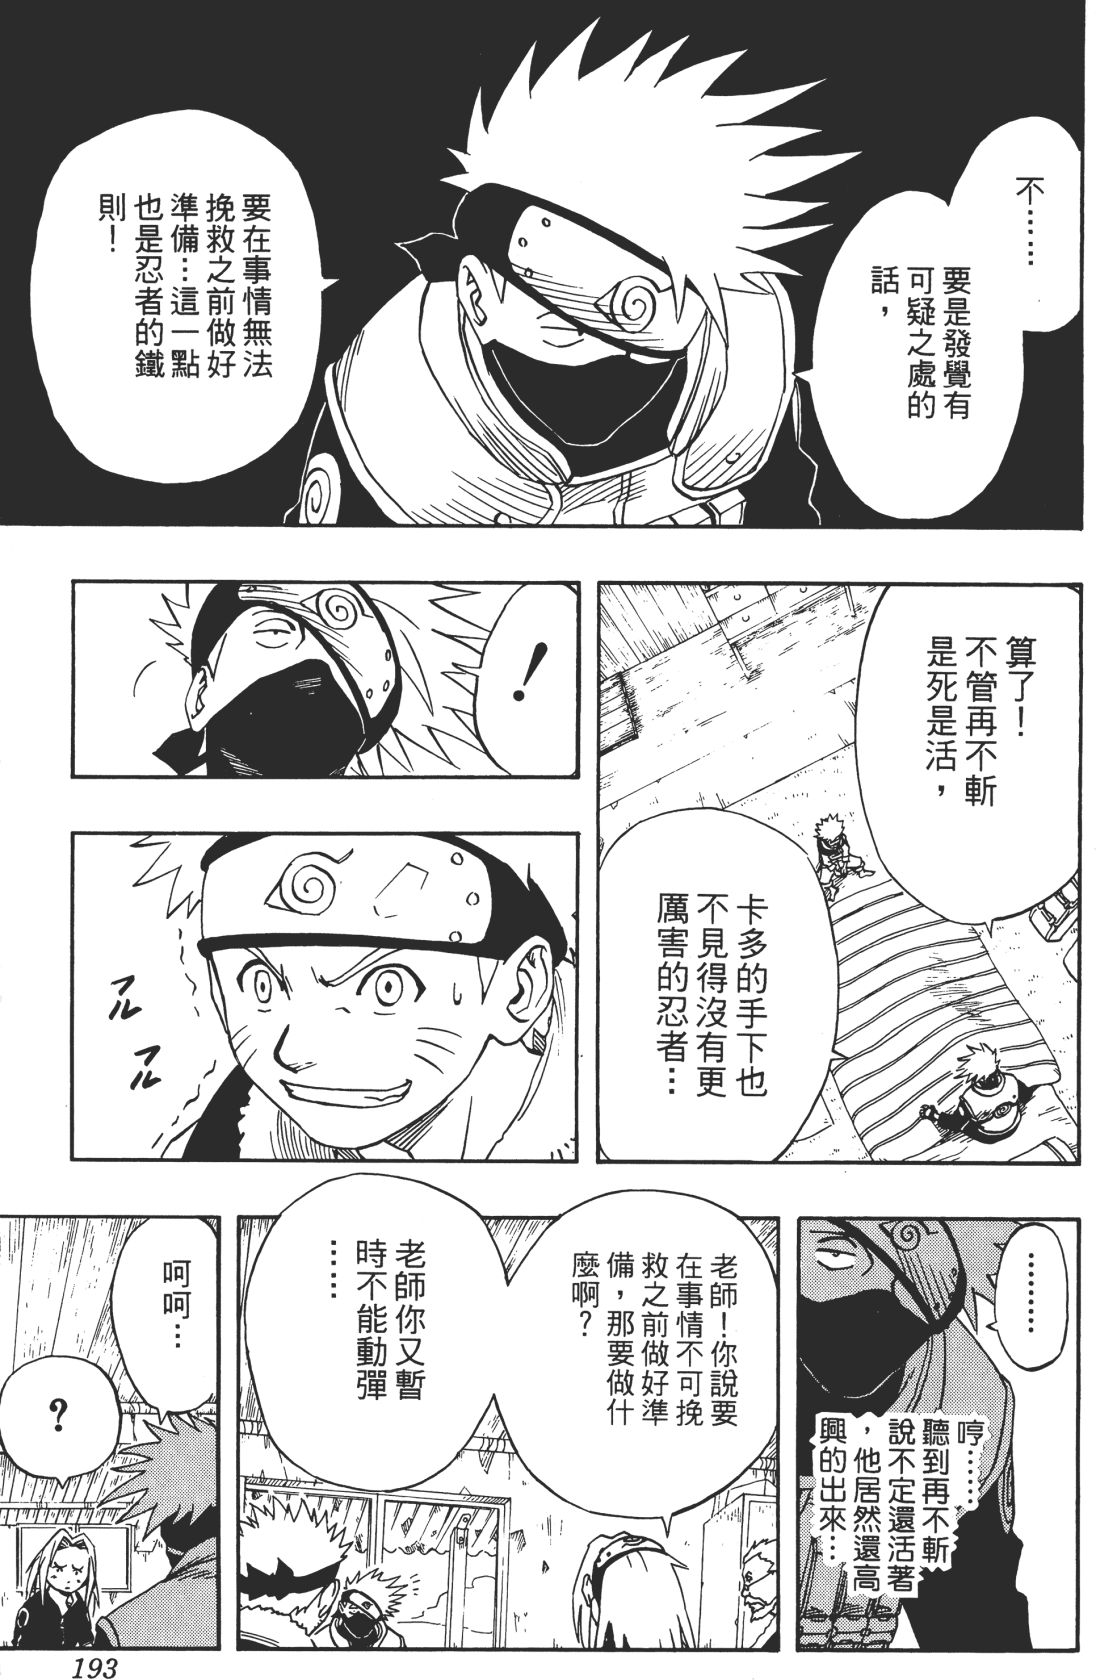 不……
要是發覺有
可疑之處的
話，
要在事情無法
挽救之前做好
準備…這一點
也是忍者的鐵
則！
算了！
不管再不斬
是死是活，
卡多的手下也
不見得沒有更
厲害的忍者…
！
ブル
ブル
………
哼……
聽到再不斬
說不定還活著
，他居然還高
興的出來…
老師！你說要
在事情不可挽
救之前做好準
備，那要做什
麼啊？
老師你又暫
時不能動彈
……
呵呵…
？
193